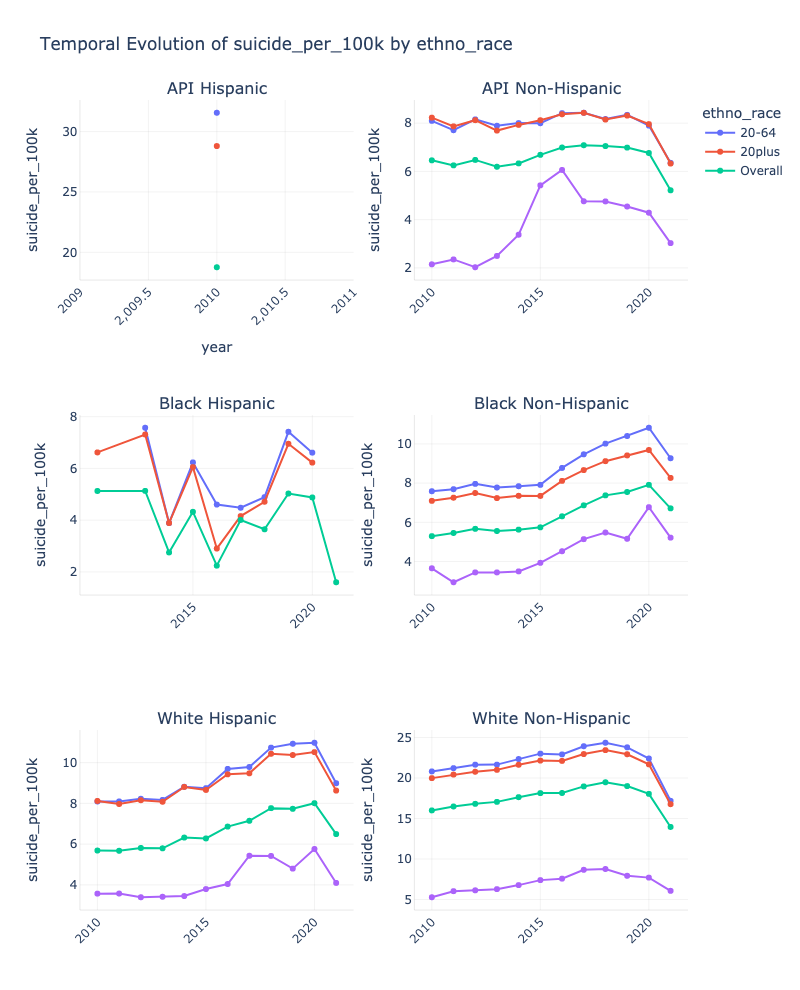 Temporal Evolution of suicide_per_100k by ethno_race
API Hispanic
API Non-Hispanic
ethno_race
20-64
20plus
Overall
suicide_per_100k
30
25
20
2009
2,009.5
2010
2,010.5
2011
year
suicide_per_100k
8
6
4
2
2010
2015
2020
Black Hispanic
Black Non-Hispanic
suicide_per_100k
8
6
4
2
2015
2020
suicide_per_100k
10
8
6
4
2010
2015
2020
White Hispanic
White Non-Hispanic
suicide_per_100k
10
8
6
4
2010
2015
2020
suicide_per_100k
25
20
15
10
5
2010
2015
2020